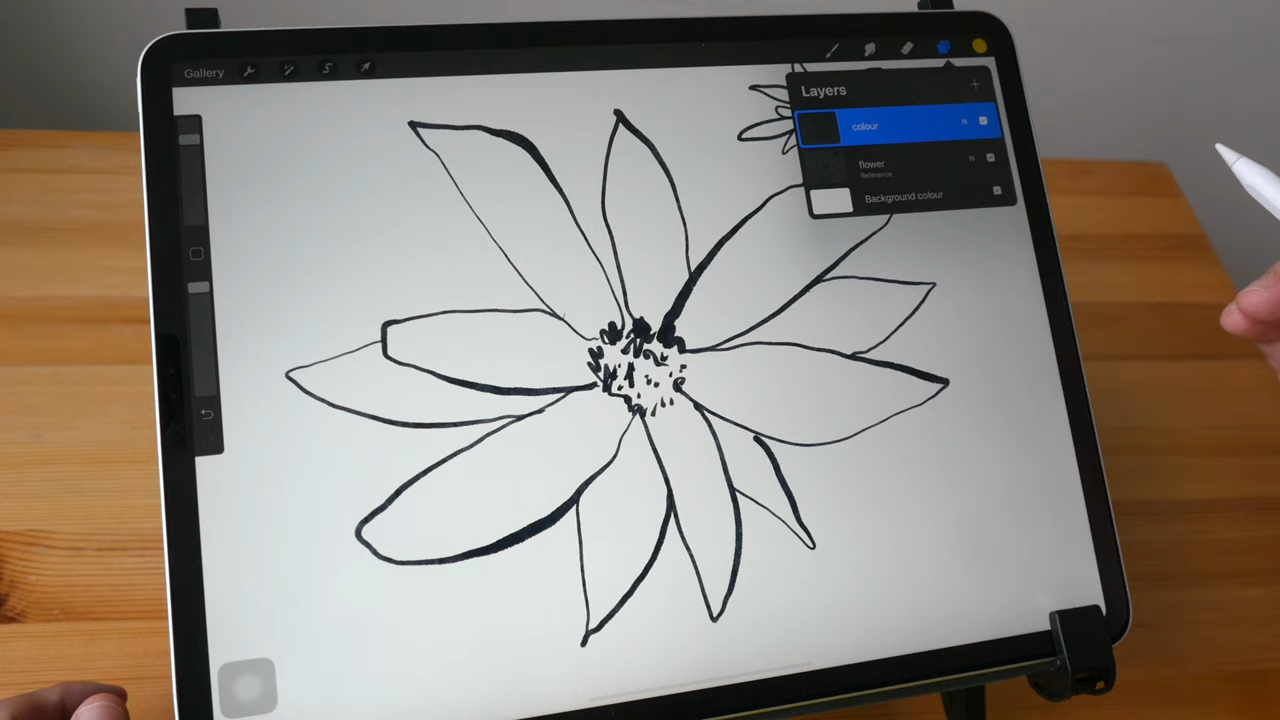 Gallery
Layers
colour N
flower N
Reference
Background colour